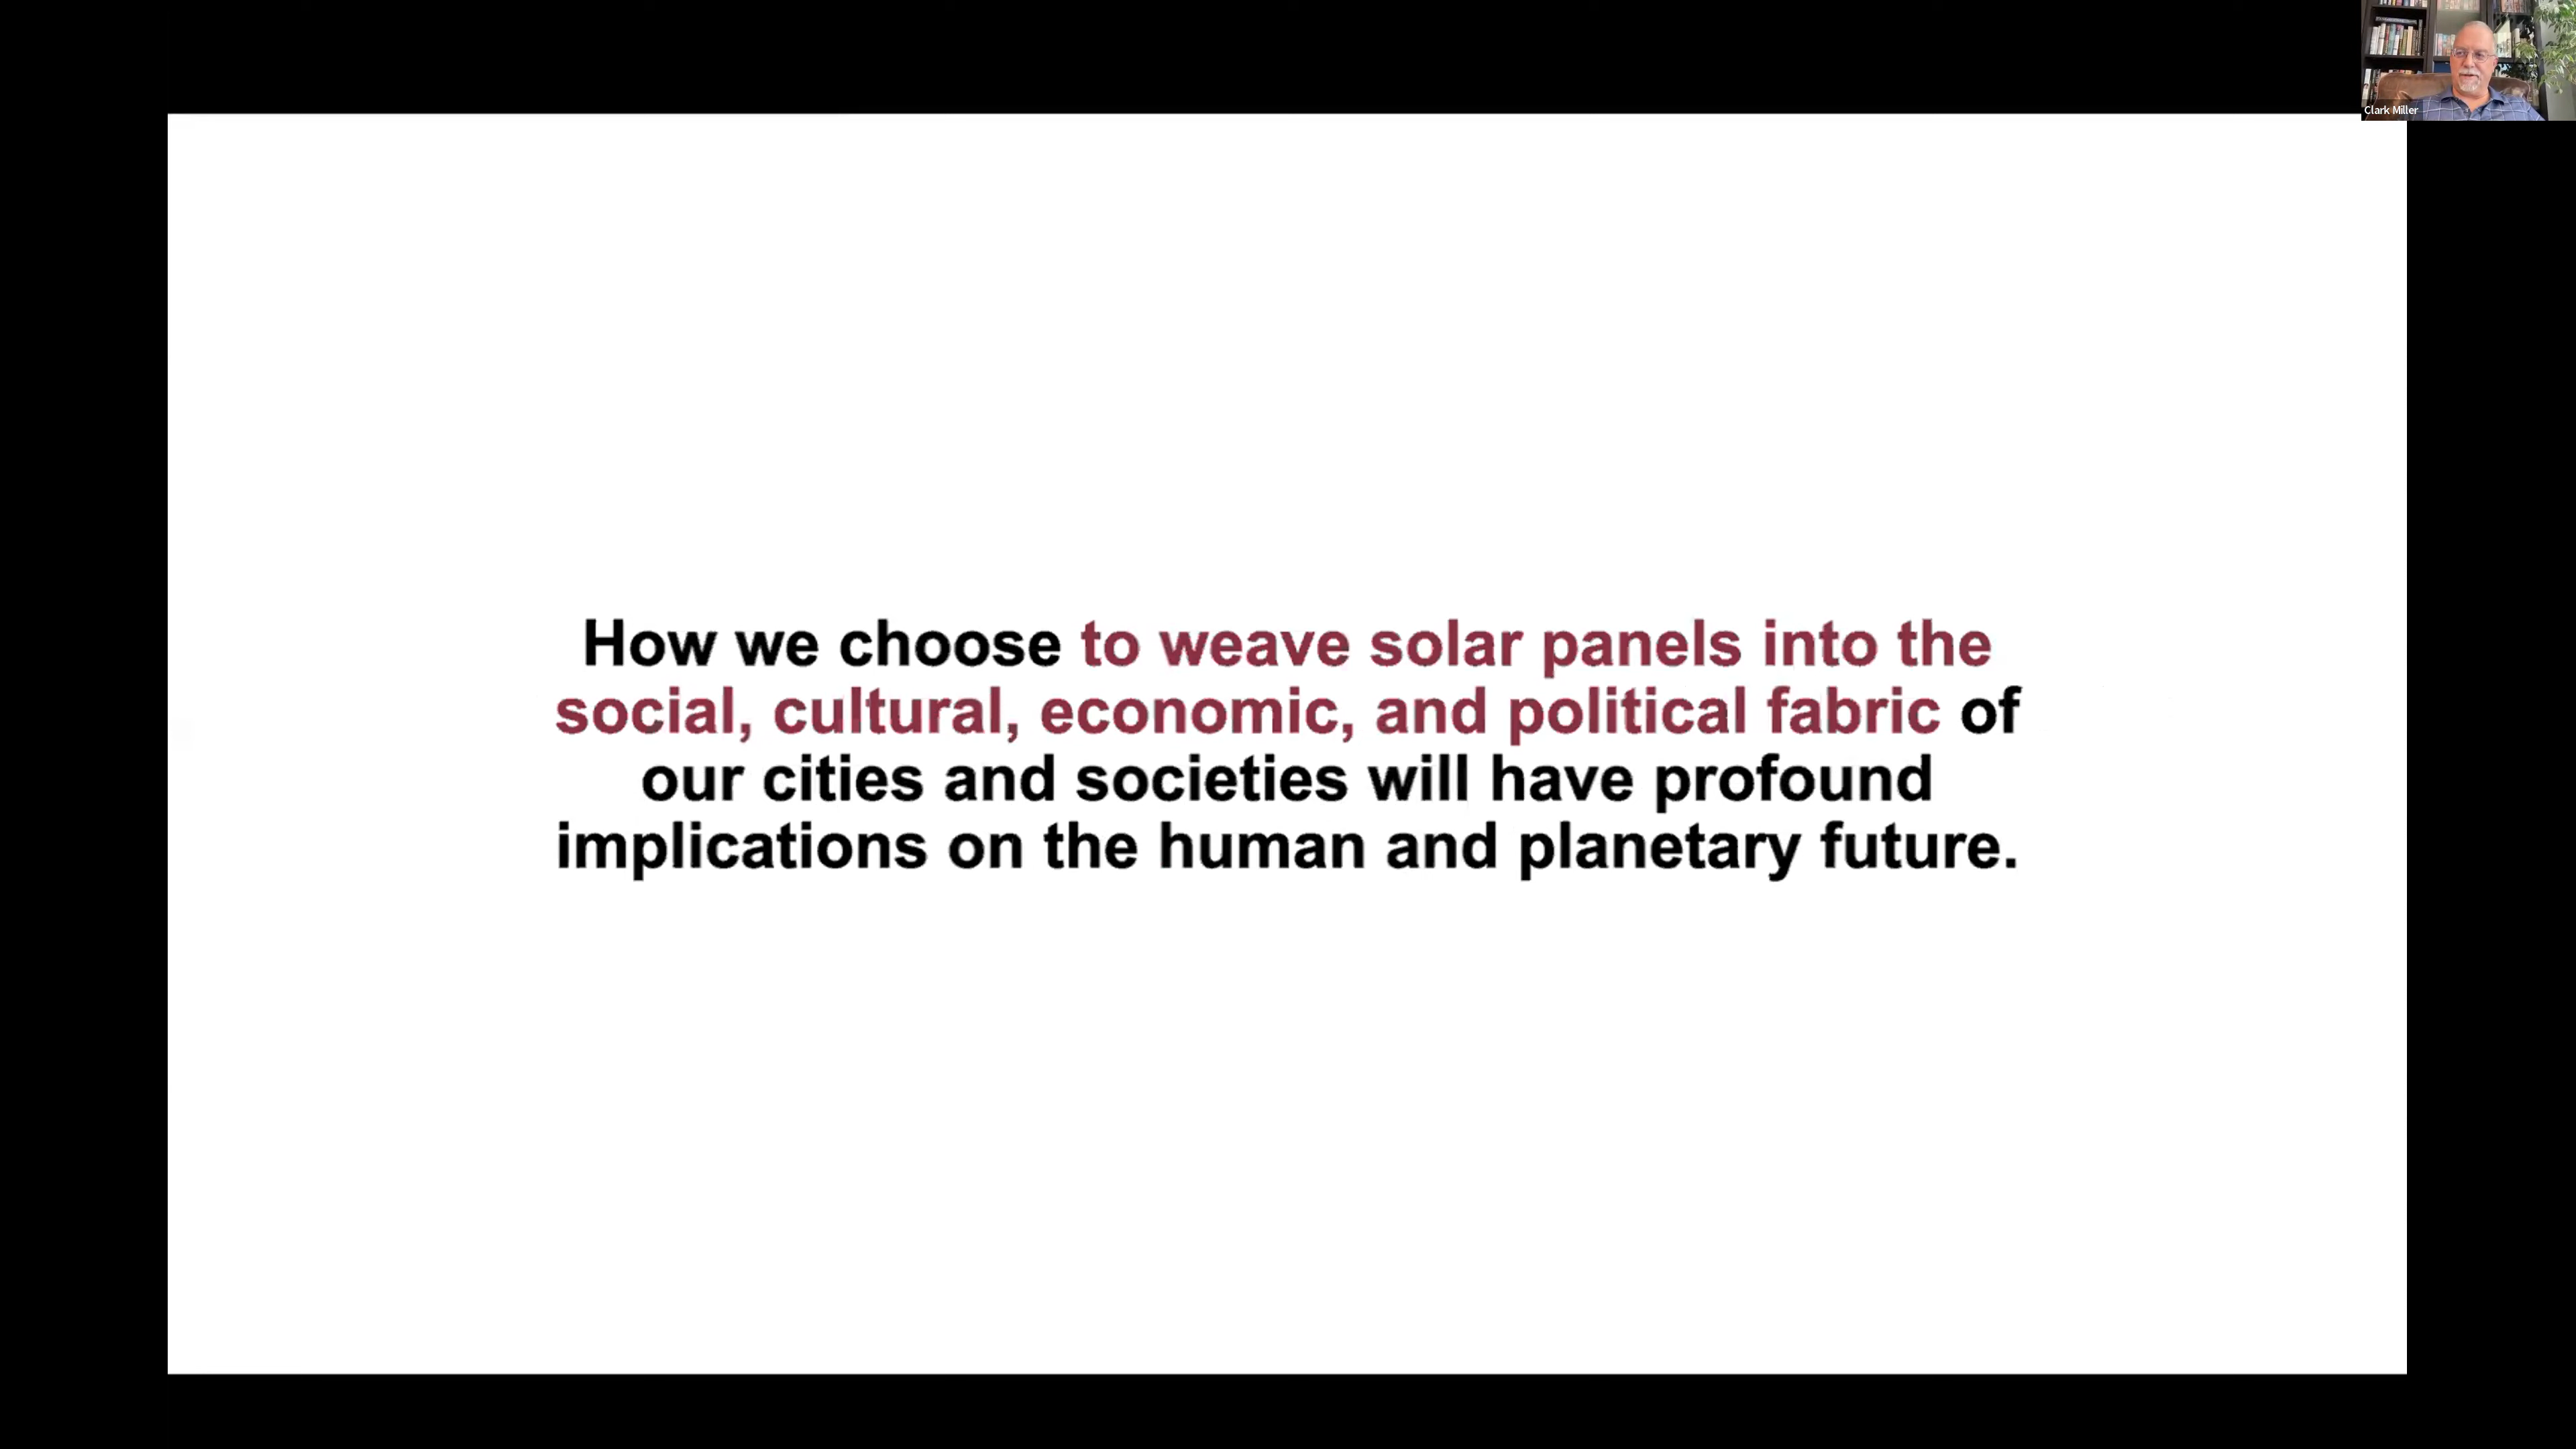 Clark Miller
How we choose to weave solar panels into the
social, cultural, economic, and political fabric of
our cities and societies will have profound
implications on the human and planetary future.